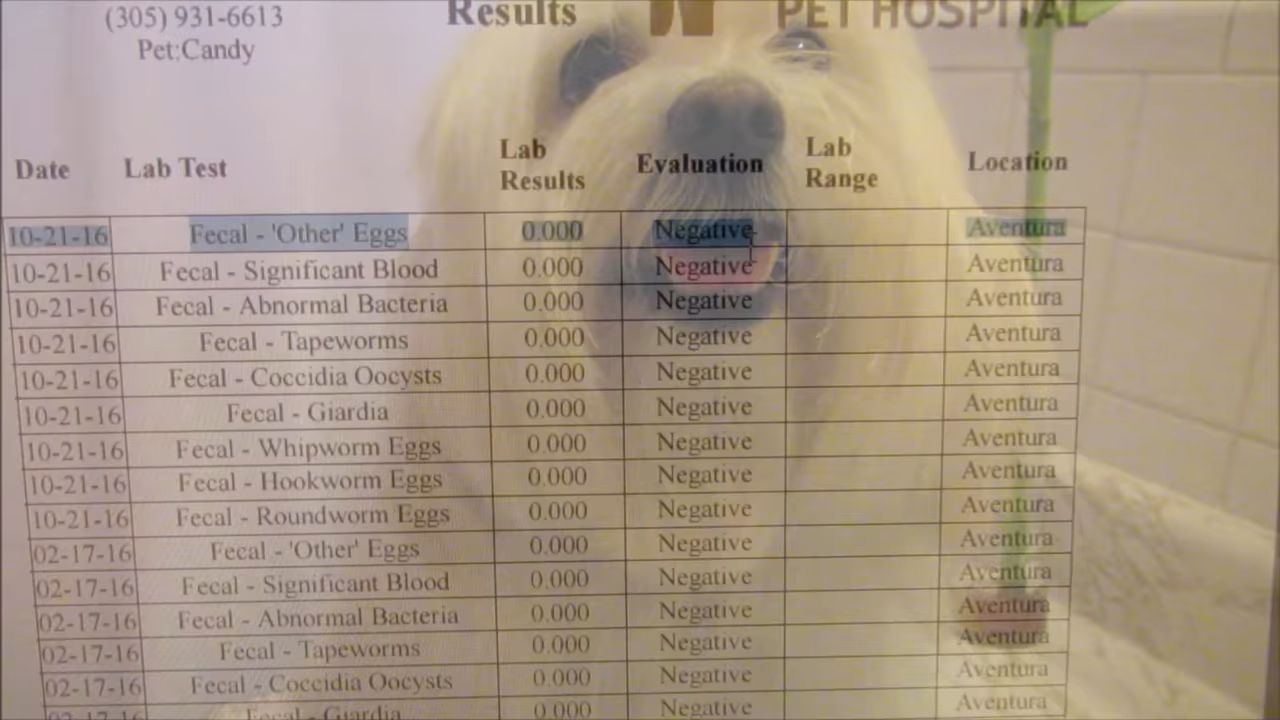 (305) 931-6613
Pet:Candy
Results
PET HOSPITAL
Date Lab Test Lab Results Evaluation Lab Range Location
10-21-16 Fecal - 'Other' Eggs 0.000 Negative Aventura
10-21-16 Fecal - Significant Blood 0.000 Negative Aventura
10-21-16 Fecal - Abnormal Bacteria 0.000 Negative Aventura
10-21-16 Fecal - Tapeworms 0.000 Negative Aventura
10-21-16 Fecal - Coccidia Oocysts 0.000 Negative Aventura
10-21-16 Fecal - Giardia 0.000 Negative Aventura
10-21-16 Fecal - Whipworm Eggs 0.000 Negative Aventura
10-21-16 Fecal - Hookworm Eggs 0.000 Negative Aventura
10-21-16 Fecal - Roundworm Eggs 0.000 Negative Aventura
02-17-16 Fecal - 'Other' Eggs 0.000 Negative Aventura
02-17-16 Fecal - Significant Blood 0.000 Negative Aventura
02-17-16 Fecal - Abnormal Bacteria 0.000 Negative Aventura
02-17-16 Fecal - Tapeworms 0.000 Negative Aventura
02-17-16 Fecal - Coccidia Oocysts 0.000 Negative Aventura
02-17-16 Fecal - Giardia 0.000 Negative Aventura